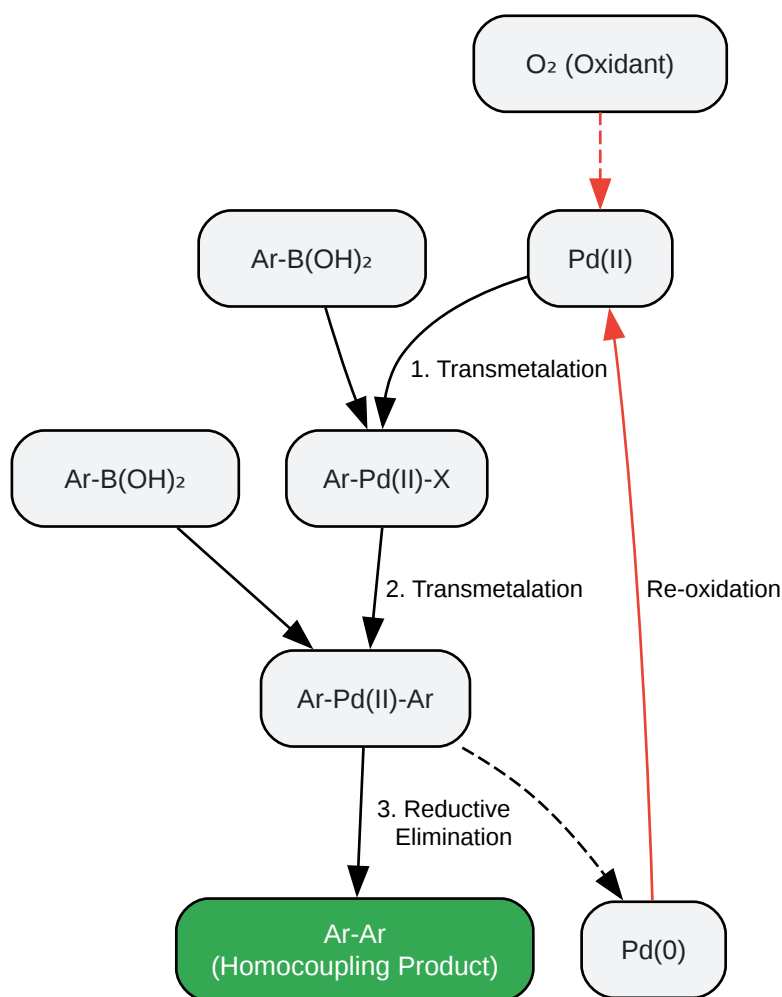 O₂ (Oxidant)
Ar-B(OH)₂
Pd(II)
1. Transmetalation
Ar-B(OH)₂
Ar-Pd(II)-X
2. Transmetalation
Re-oxidation
Ar-Pd(II)-Ar
3. Reductive
Elimination
Ar-Ar
(Homocoupling Product)
Pd(0)